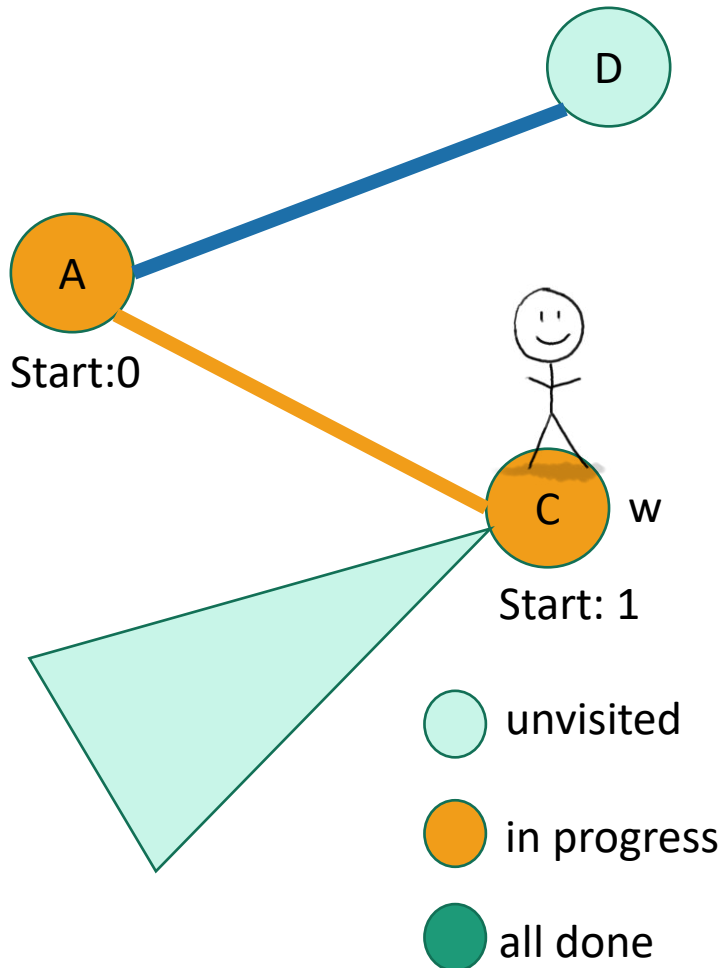 D
A
Start:0
C
w
Start: 1
unvisited
in progress
all done